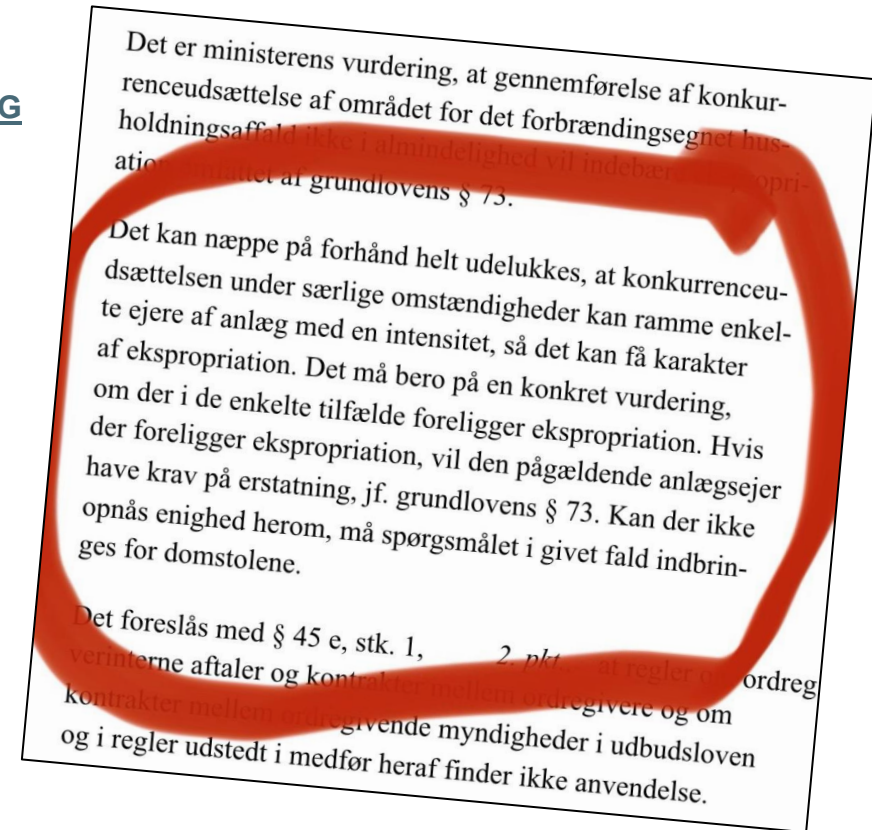 G
Det er ministerens vurdering, at gennemførelse af konkur-
renceudsættelse af området for det forbrændingsegnet hus-
holdningsaffald ikke i almindelighed vil indebære ekspropri-
ation omfattet af grundlovens § 73.
Det kan næppe på forhånd helt udelukkes, at konkurrenceu-
dsættelsen under særlige omstændigheder kan ramme enkel-
te ejere af anlæg med en intensitet, så det kan få karakter
af ekspropriation. Det må bero på en konkret vurdering,
om der i de enkelte tilfælde foreligger ekspropriation. Hvis
der foreligger ekspropriation, vil den pågældende anlægsejer
have krav på erstatning, jf. grundlovens § 73. Kan der ikke
opnås enighed herom, må spørgsmålet i givet fald indbrin-
ges for domstolene.
Det foreslås med § 45 e, stk. 1, 2. pkt., at regler om ordreg
verinterne aftaler og kontrakter mellem ordregivere og om
kontrakter mellem ordregivende myndigheder i udbudsloven
og i regler udstedt i medfør heraf finder ikke anvendelse.